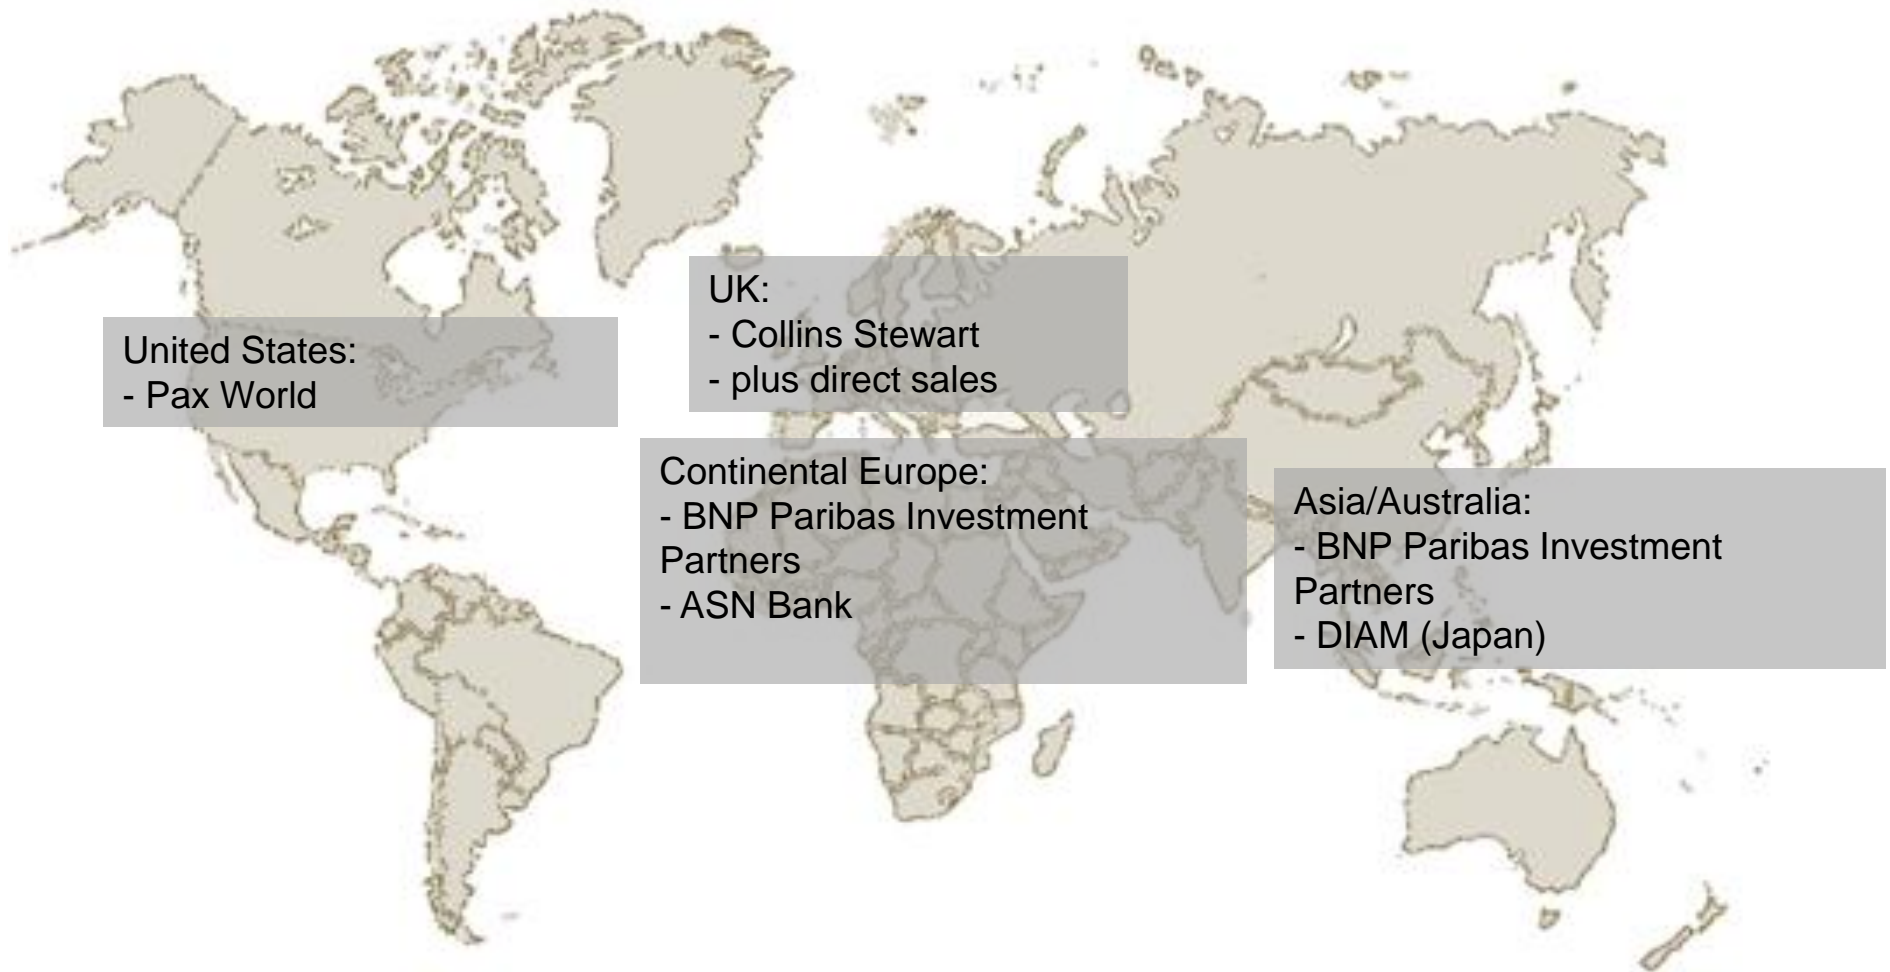 United States:
- Pax World
UK:
- Collins Stewart
- plus direct sales
Continental Europe:
- BNP Paribas Investment
Partners
- ASN Bank
Asia/Australia:
- BNP Paribas Investment
Partners
- DIAM (Japan)